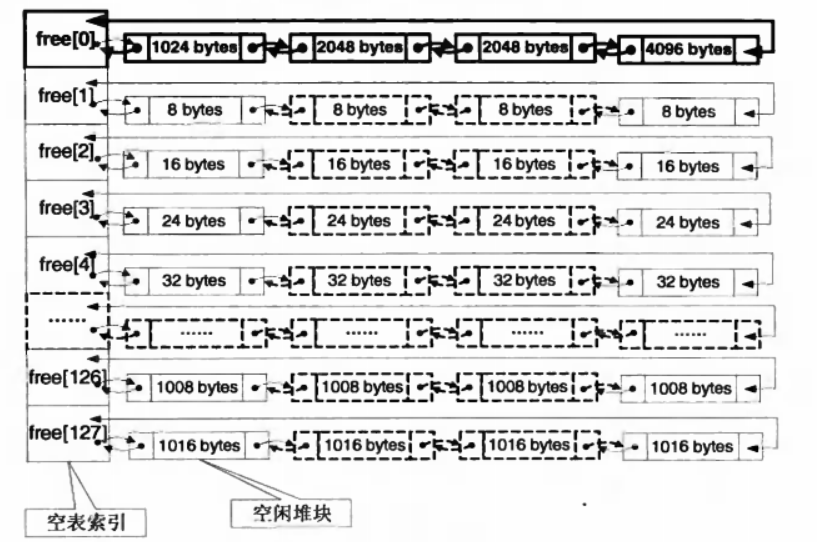 free[0] 1024 bytes 2048 bytes 2048 bytes 4096 bytes
free[1] 8 bytes 8 bytes 8 bytes 8 bytes
free[2] 16 bytes 16 bytes 16 bytes 16 bytes
free[3] 24 bytes 24 bytes 24 bytes 24 bytes
free[4] 32 bytes 32 bytes 32 bytes 32 bytes
...... ...... ...... ...... ......
free[126] 1008 bytes 1008 bytes 1008 bytes 1008 bytes
free[127] 1016 bytes 1016 bytes 1016 bytes 1016 bytes
空表索引 空闲堆块